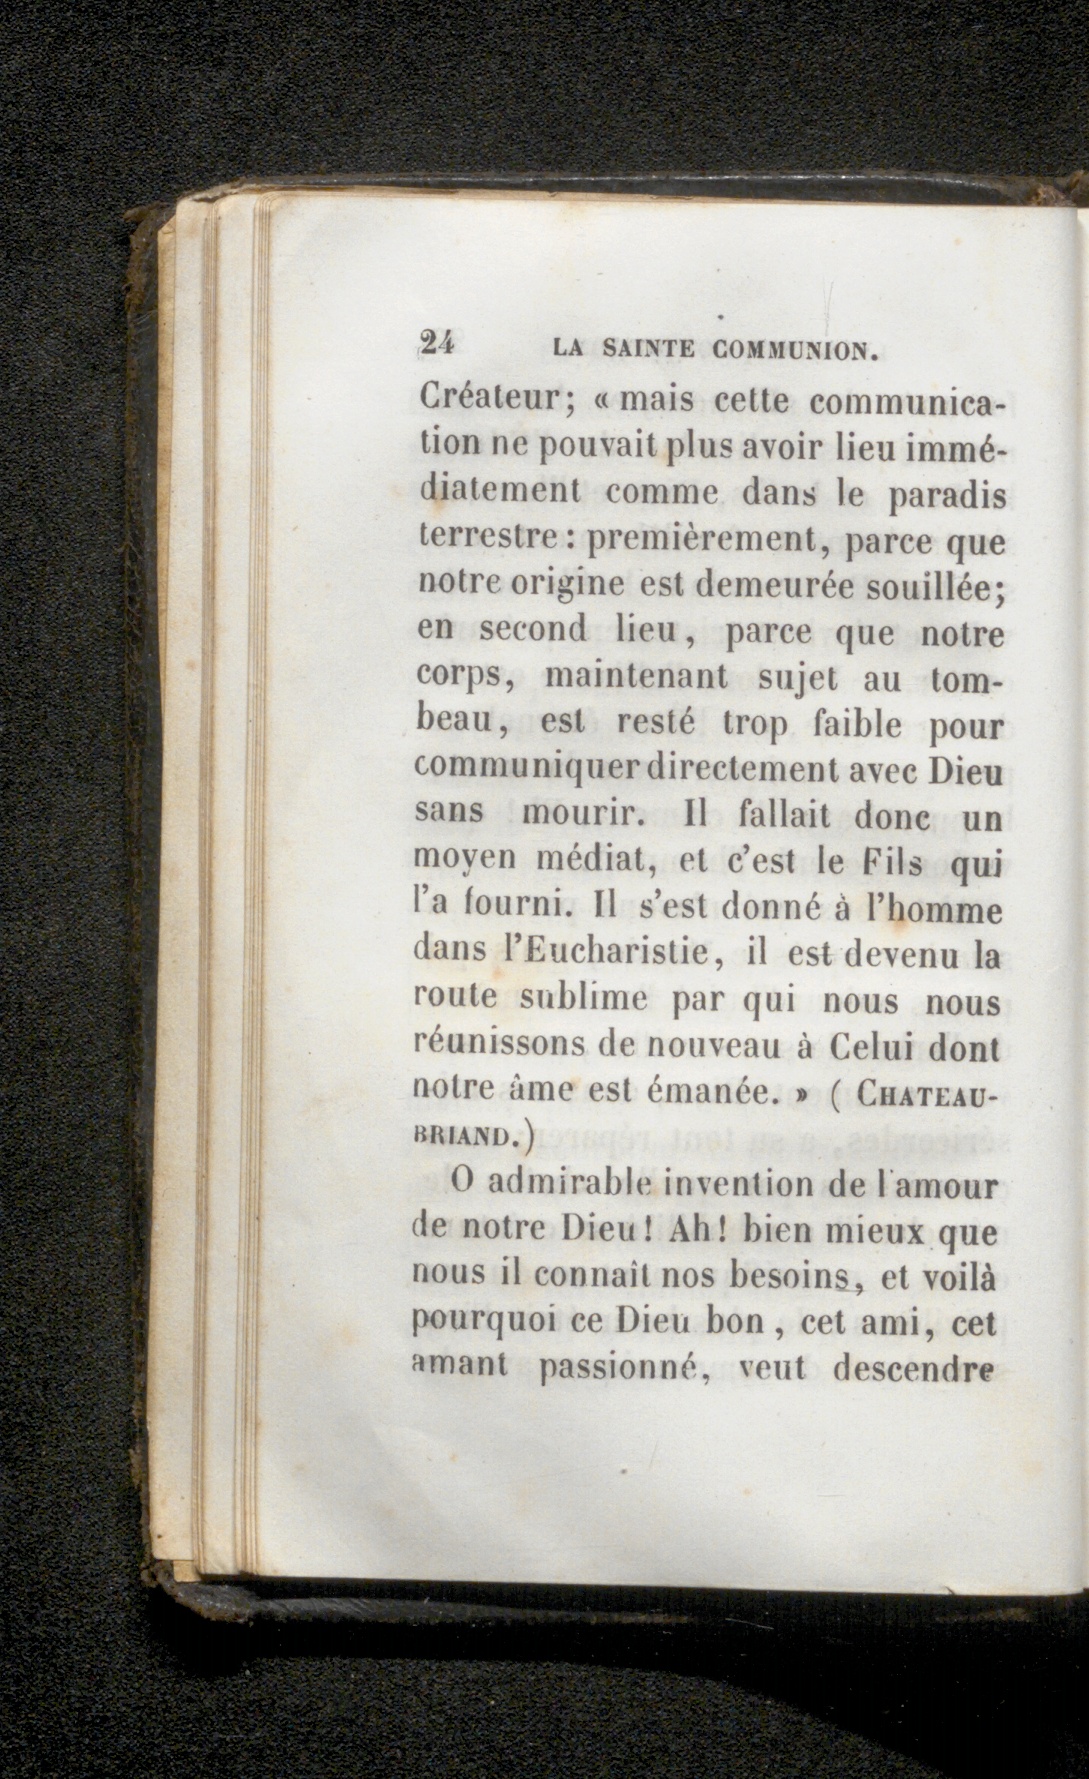 24 LA SAINTE COMMUNION.
Créateur; « mais cette communica-
tion ne pouvait plus avoir lieu immé-
diatement comme dans le paradis
terrestre : premièrement, parce que
notre origine est demeurée souillée;
en second lieu, parce que notre
corps, maintenant sujet au tom-
beau, est resté trop faible pour
communiquer directement avec Dieu
sans mourir. Il fallait donc un
moyen médiat, et c'est le Fils qui
l'a fourni. Il s'est donné à l'homme
dans l'Eucharistie, il est devenu la
route sublime par qui nous nous
réunissons de nouveau à Celui dont
notre âme est émanée. » ( CHATEAU-
BRIAND.)
O admirable invention de l'amour
de notre Dieu ! Ah ! bien mieux que
nous il connaît nos besoins, et voilà
pourquoi ce Dieu bon , cet ami, cet
amant passionné, veut descendre